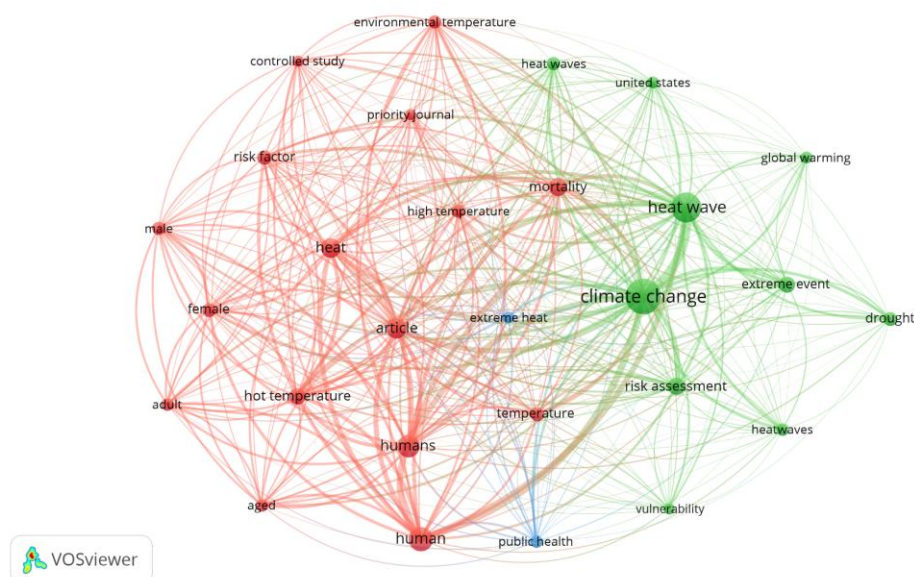 environmental temperature
controlled study
heat waves
united states
priority journal
risk factor
global warming
mortality
high temperature
heat wave
male
heat
extreme event
climate change
female
article
extreme heat
drought
hot temperature
risk assessment
adult
temperature
heatwaves
humans
aged
vulnerability
human
public health
VOSviewer